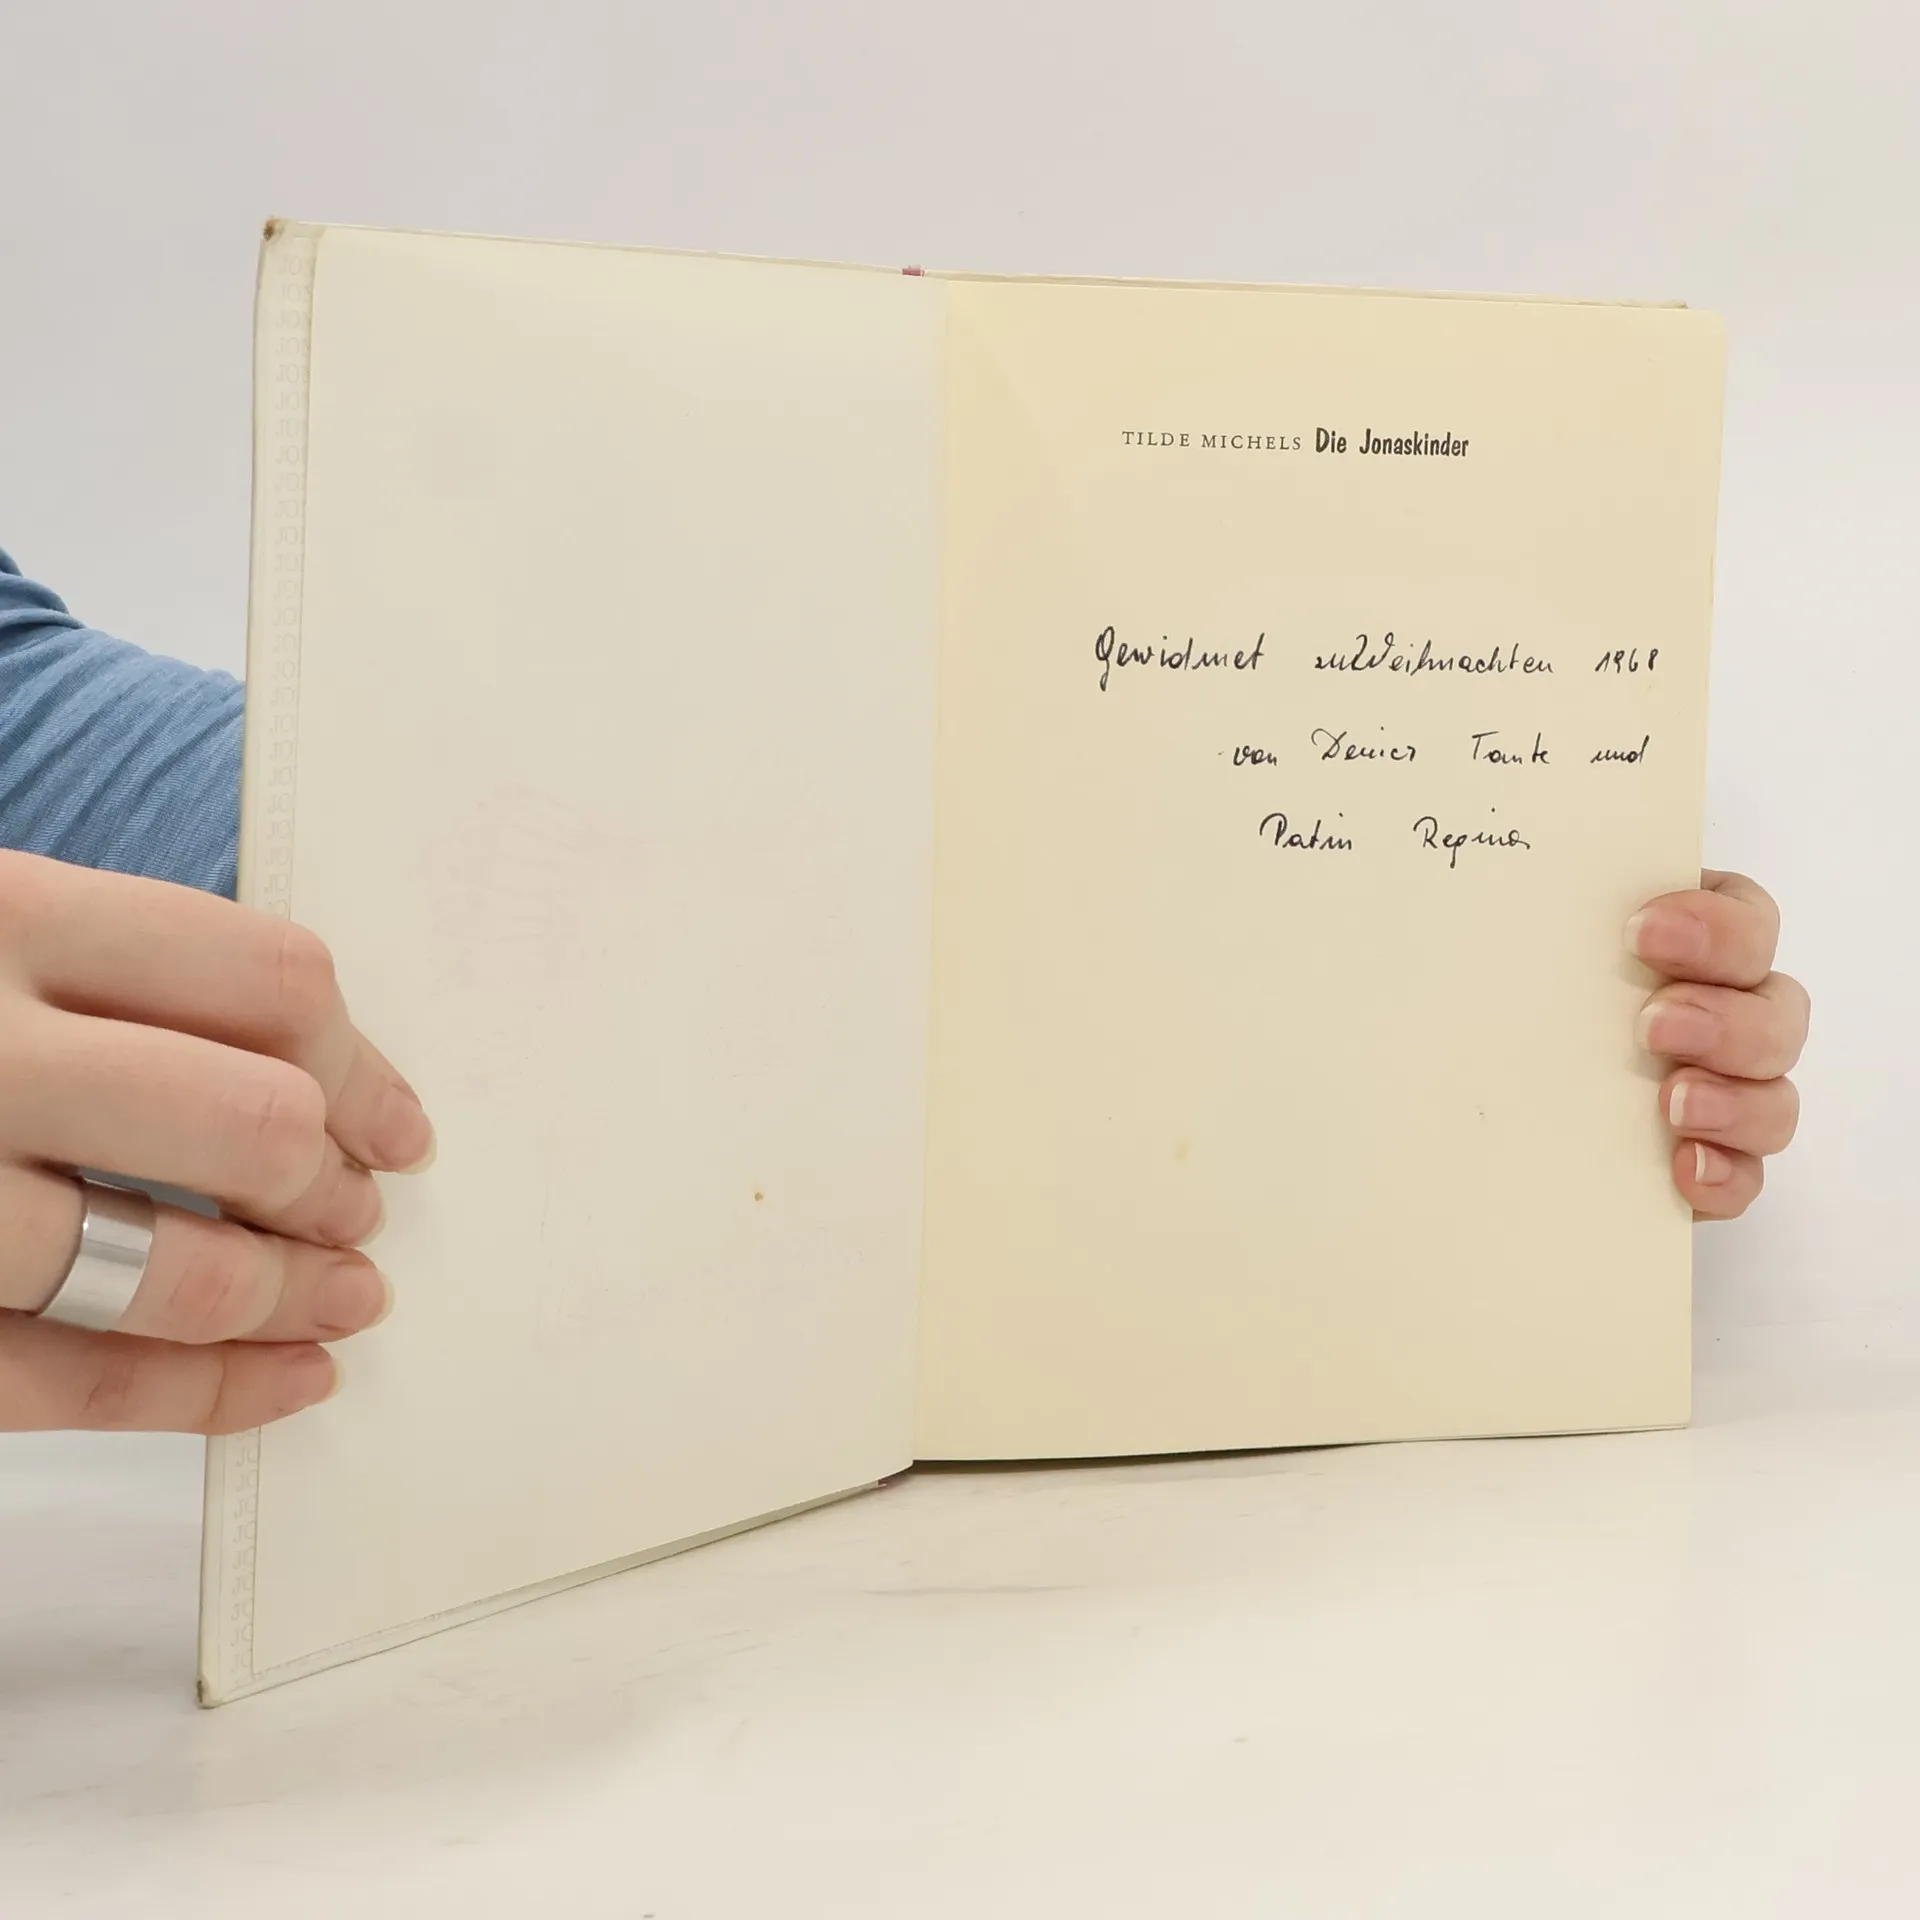 TILDE MICHELS Die Jonaskinder
Gewidmet zu Weihnachten 1968
von Deiner Tante und
Patin Regina